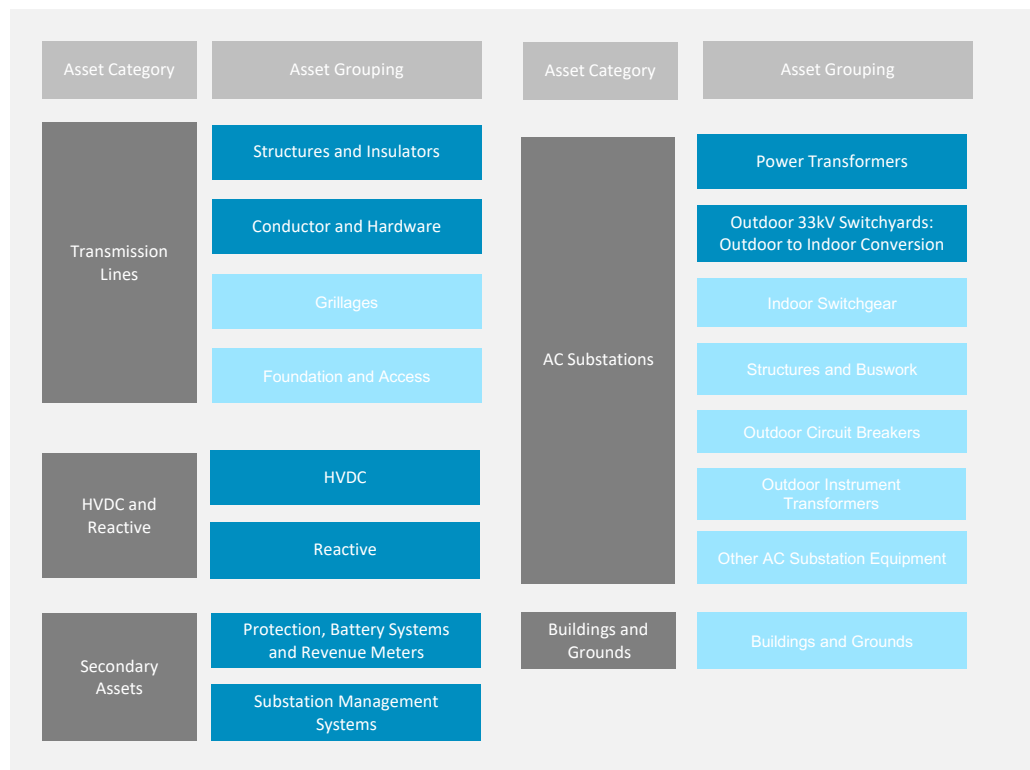 Asset Category
Asset Grouping
Transmission
Lines
Structures and Insulators
Conductor and Hardware
Grillages
Foundation and Access
HVDC and
Reactive
HVDC
Reactive
Secondary
Assets
Protection, Battery Systems
and Revenue Meters
Substation Management
Systems
Asset Category
Asset Grouping
AC Substations
Power Transformers
Outdoor 33kV Switchyards:
Outdoor to Indoor Conversion
Indoor Switchgear
Structures and Buswork
Outdoor Circuit Breakers
Outdoor Instrument
Transformers
Other AC Substation Equipment
Buildings and
Grounds
Buildings and Grounds